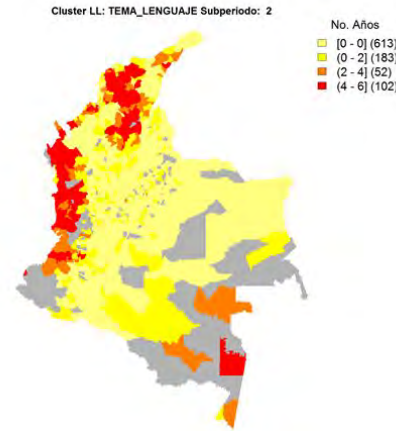 Cluster LL: TEMA_LENGUAJE Subperiodo: 2
No. Años
[0 - 0] (613)
(0 - 2] (183)
(2 - 4] (52)
(4 - 6] (102)